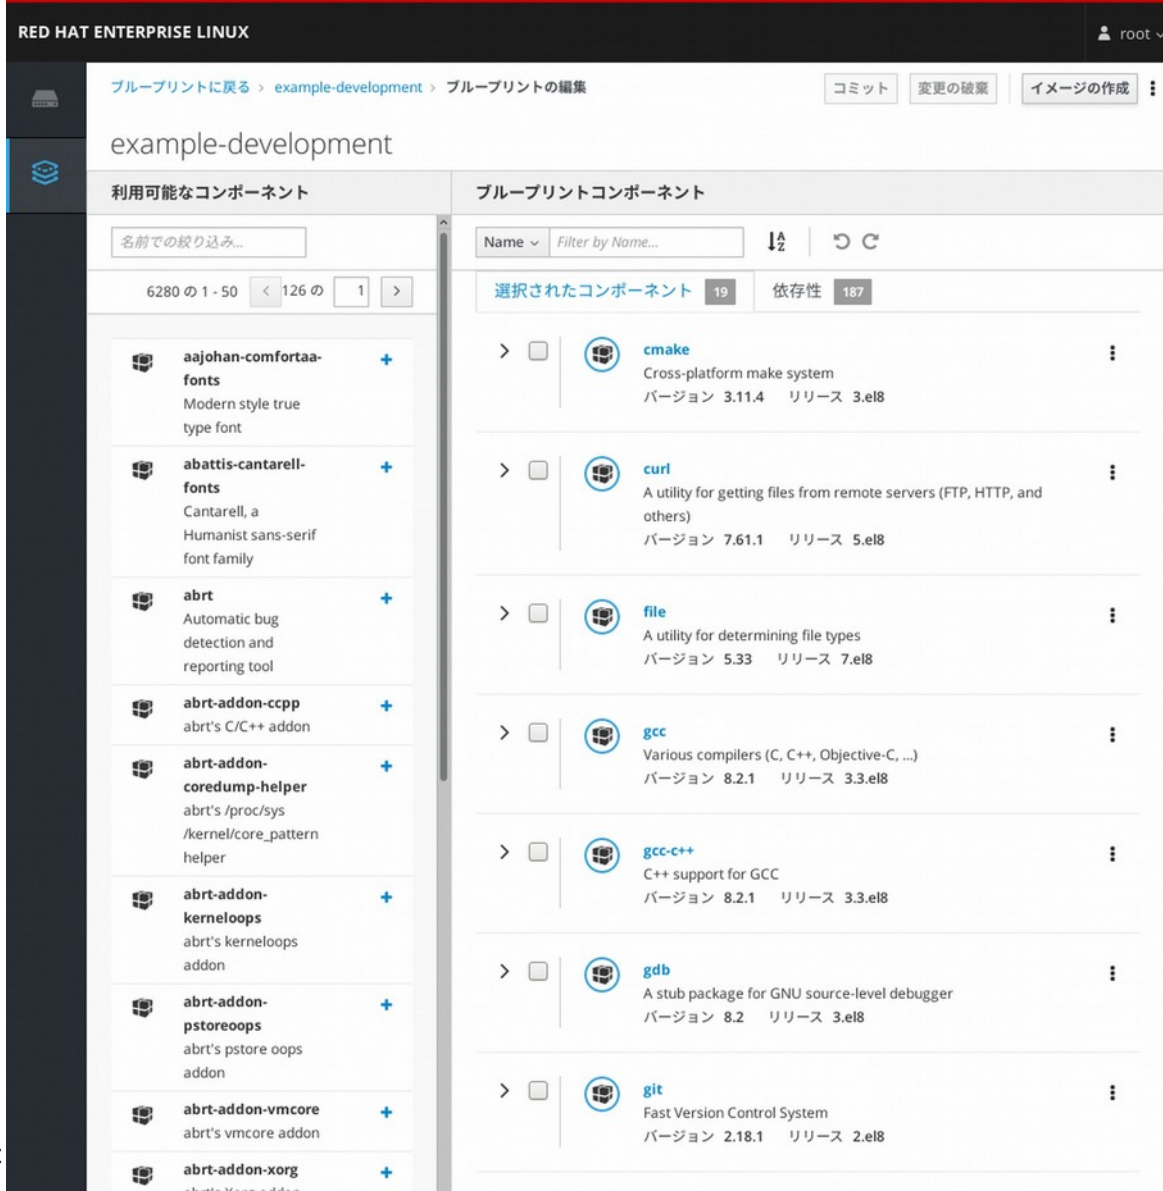 RED HAT ENTERPRISE LINUX
root
ブループリントに戻る › example-development › ブループリントの編集
コミット
変更の破棄
イメージの作成
example-development
利用可能なコンポーネント
名前での絞り込み...
6280 の 1 - 50
126 の
1
aajohan-comfortaa-
fonts
Modern style true
type font
abattis-cantarell-
fonts
Cantarell, a
Humanist sans-serif
font family
abrt
Automatic bug
detection and
reporting tool
abrt-addon-ccpp
abrt's C/C++ addon
abrt-addon-
coredump-helper
abrt's /proc/sys
/kernel/core_pattern
helper
abrt-addon-
kerneloops
abrt's kerneloops
addon
abrt-addon-
pstoreoops
abrt's pstore oops
addon
abrt-addon-vmcore
abrt's vmcore addon
abrt-addon-xorg
ブループリントコンポーネント
Name
Filter by Name...
選択されたコンポーネント 19
依存性 187
cmake
Cross-platform make system
バージョン 3.11.4 リリース 3.el8
curl
A utility for getting files from remote servers (FTP, HTTP, and
others)
バージョン 7.61.1 リリース 5.el8
file
A utility for determining file types
バージョン 5.33 リリース 7.el8
gcc
Various compilers (C, C++, Objective-C, ...)
バージョン 8.2.1 リリース 3.3.el8
gcc-c++
C++ support for GCC
バージョン 8.2.1 リリース 3.3.el8
gdb
A stub package for GNU source-level debugger
バージョン 8.2 リリース 3.el8
git
Fast Version Control System
バージョン 2.18.1 リリース 2.el8